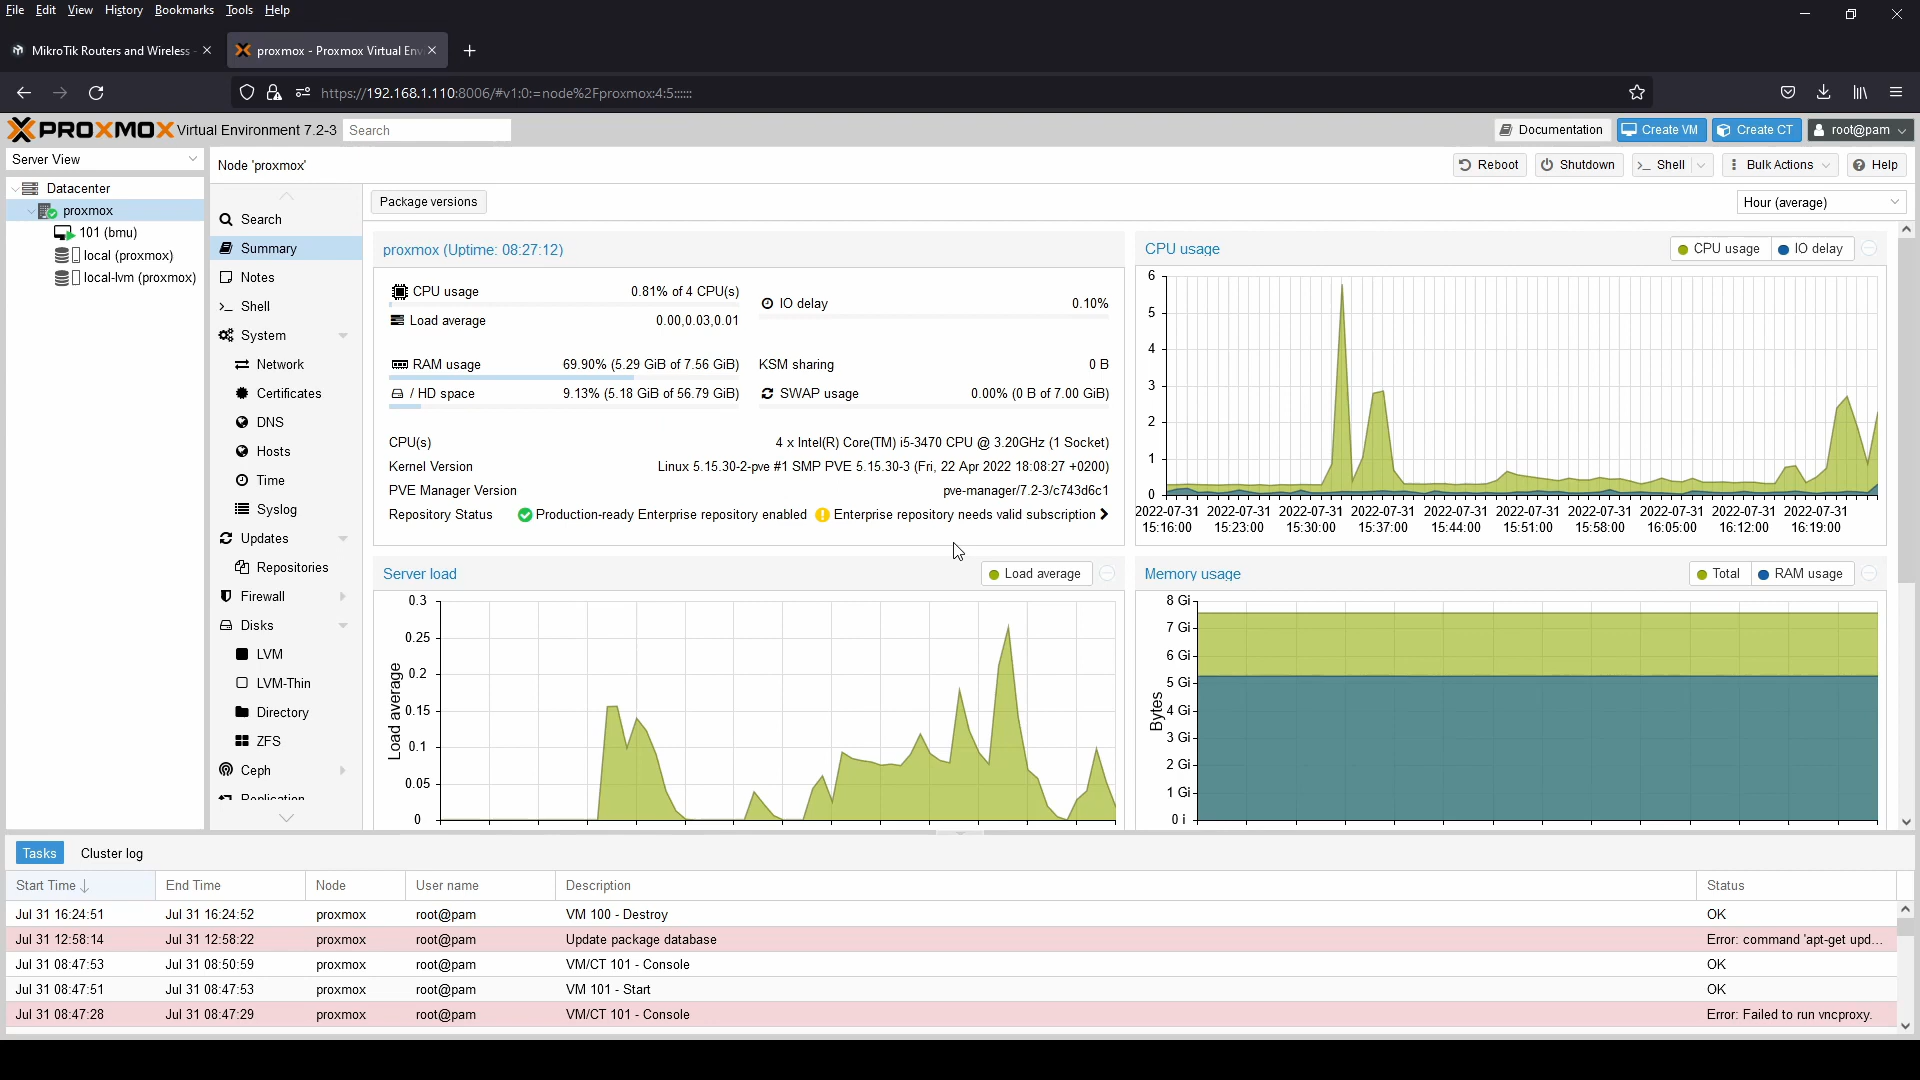 File Edit View History Bookmarks Tools Help
MikroTik Routers and Wireless
proxmox - Proxmox Virtual Env
https://192.168.1.110:8006/#v1:0:=node%2Fproxmox:4:5::::::
PROXMOX Virtual Environment 7.2-3 Search
Documentation Create VM Create CT root@pam
Server View
Datacenter
proxmox
101 (bmu)
local (proxmox)
local-lvm (proxmox)
Node 'proxmox'
Reboot Shutdown Shell Bulk Actions Help
Search
Summary
Notes
Shell
System
Network
Certificates
DNS
Hosts
Time
Syslog
Updates
Repositories
Firewall
Disks
LVM
LVM-Thin
Directory
ZFS
Ceph
Replication
Package versions
Hour (average)
proxmox (Uptime: 08:27:12)
CPU usage 0.81% of 4 CPU(s)
IO delay 0.10%
Load average 0.00,0.03,0.01
RAM usage 69.90% (5.29 GiB of 7.56 GiB)
KSM sharing 0 B
/ HD space 9.13% (5.18 GiB of 56.79 GiB)
SWAP usage 0.00% (0 B of 7.00 GiB)
CPU(s) 4 x Intel(R) Core(TM) i5-3470 CPU @ 3.20GHz (1 Socket)
Kernel Version Linux 5.15.30-2-pve #1 SMP PVE 5.15.30-3 (Fri, 22 Apr 2022 18:08:27 +0200)
PVE Manager Version pve-manager/7.2-3/c743d6c1
Repository Status Production-ready Enterprise repository enabled Enterprise repository needs valid subscription
CPU usage
CPU usage IO delay
6
5
4
3
2
1
0
2022-07-31 2022-07-31 2022-07-31 2022-07-31 2022-07-31 2022-07-31 2022-07-31 2022-07-31 2022-07-31 2022-07-31
15:16:00 15:23:00 15:30:00 15:37:00 15:44:00 15:51:00 15:58:00 16:05:00 16:12:00 16:19:00
Server load
Load average
0.3
0.25
0.2
0.15
0.1
0.05
0
Load average
Memory usage
Total RAM usage
8 Gi
7 Gi
6 Gi
5 Gi
4 Gi
3 Gi
2 Gi
1 Gi
0 i
Bytes
Tasks Cluster log
Start Time End Time Node User name Description Status
Jul 31 16:24:51 Jul 31 16:24:52 proxmox root@pam VM 100 - Destroy OK
Jul 31 12:58:14 Jul 31 12:58:22 proxmox root@pam Update package database Error: command 'apt-get upd...
Jul 31 08:47:53 Jul 31 08:50:59 proxmox root@pam VM/CT 101 - Console OK
Jul 31 08:47:51 Jul 31 08:47:53 proxmox root@pam VM 101 - Start OK
Jul 31 08:47:28 Jul 31 08:47:29 proxmox root@pam VM/CT 101 - Console Error: Failed to run vncproxy.